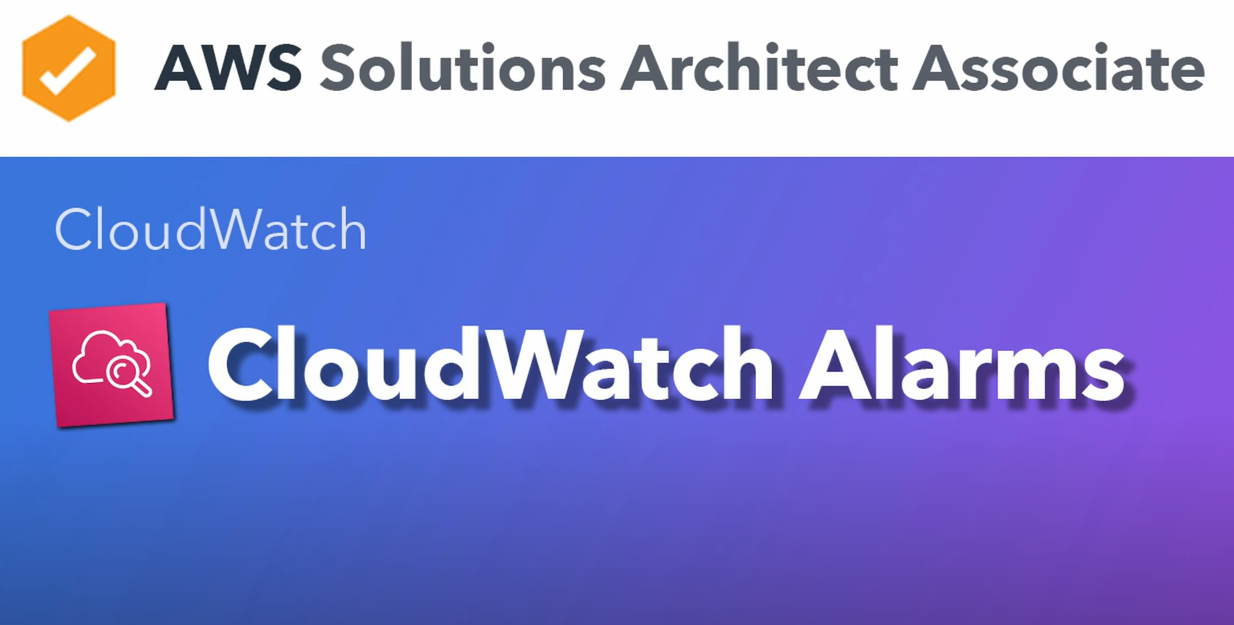 AWS Solutions Architect Associate
CloudWatch
CloudWatch Alarms